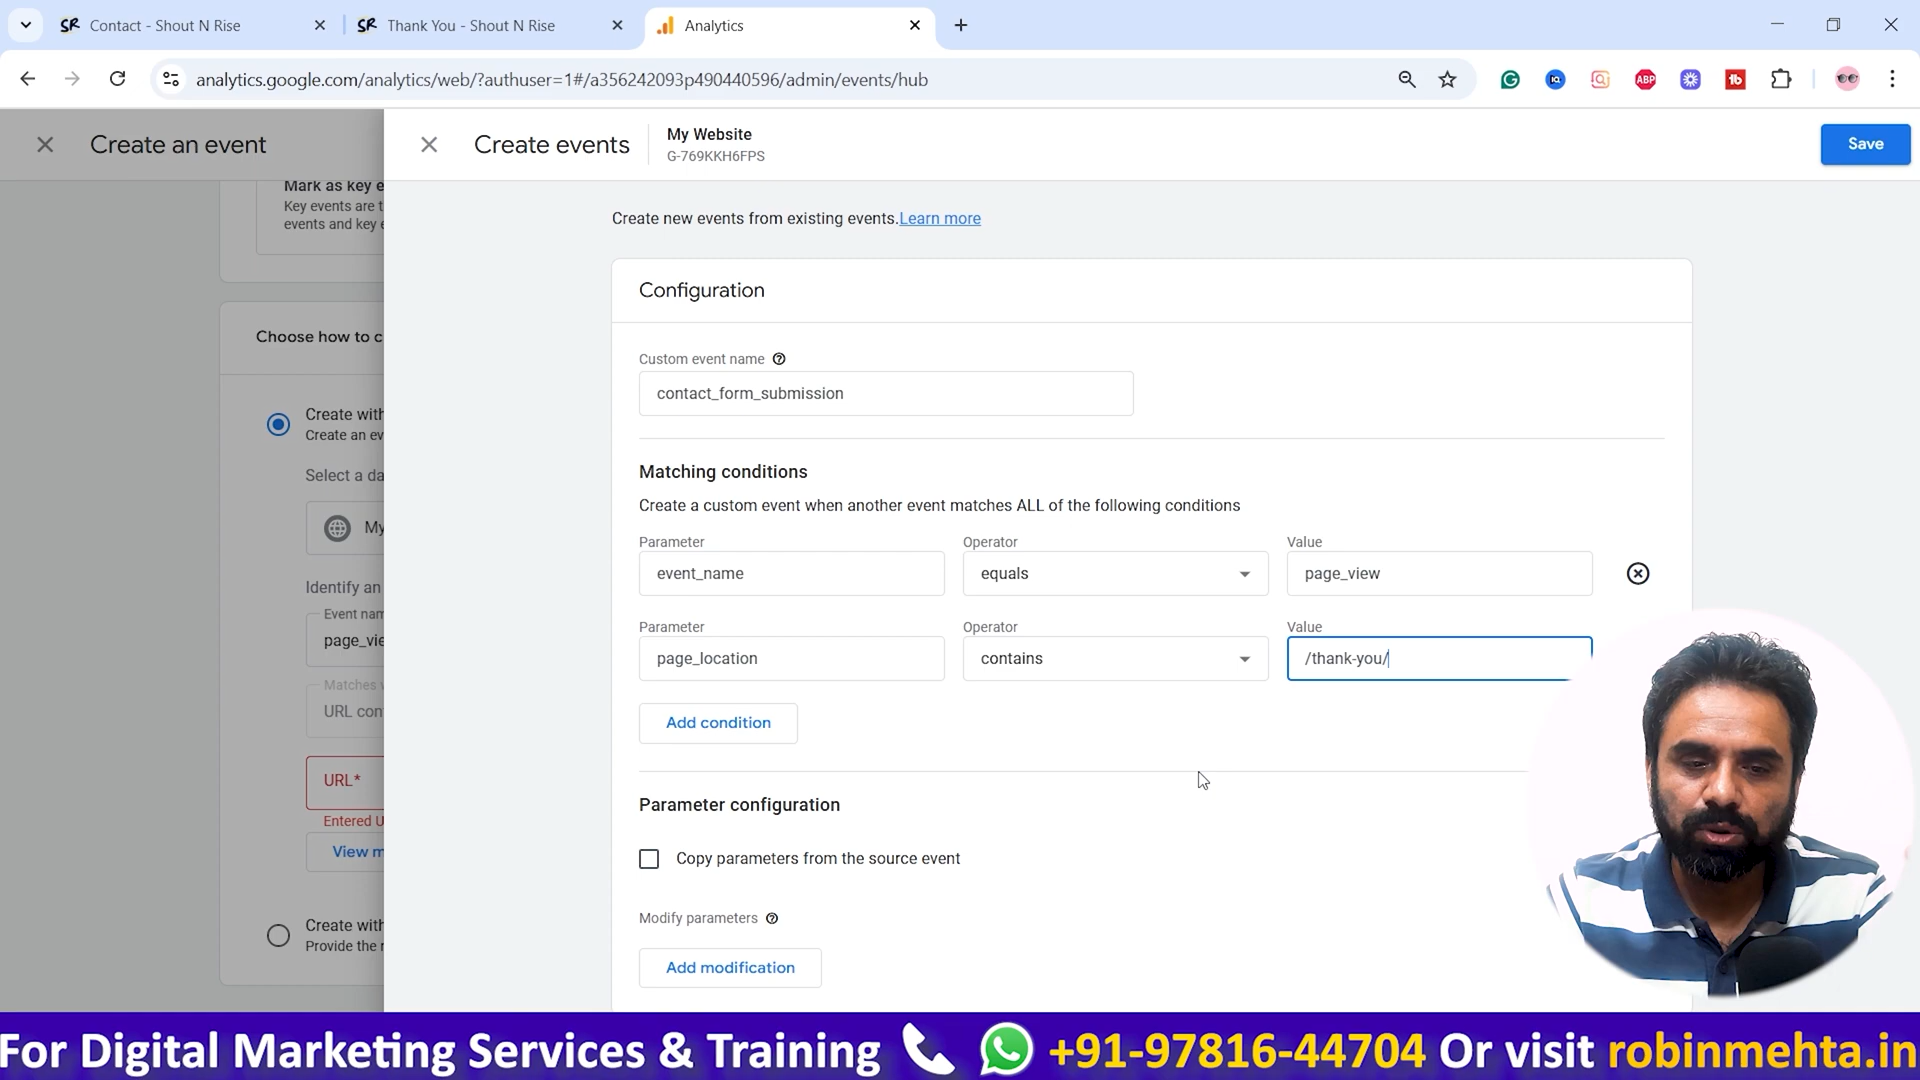 Contact - Shout N Rise
Thank You - Shout N Rise
Analytics
analytics.google.com/analytics/web/?authuser=1#/a356242093p490440596/admin/events/hub
Create an event
Mark as key e
Key events are t
events and key e
Choose how to c
Create with
Create an ev
Select a da
My
Identify an
Event nam
page_vie
Matches w
URL con
URL*
Entered U
View m
Create with
Provide the r
Create events
My Website
G-769KKH6FPS
Save
Create new events from existing events.Learn more
Configuration
Custom event name
contact_form_submission
Matching conditions
Create a custom event when another event matches ALL of the following conditions
Parameter Operator Value
event_name equals page_view
Parameter Operator Value
page_location contains /thank-you/
Add condition
Parameter configuration
Copy parameters from the source event
Modify parameters
Add modification
For Digital Marketing Services & Training +91-97816-44704 Or visit robinmehta.in